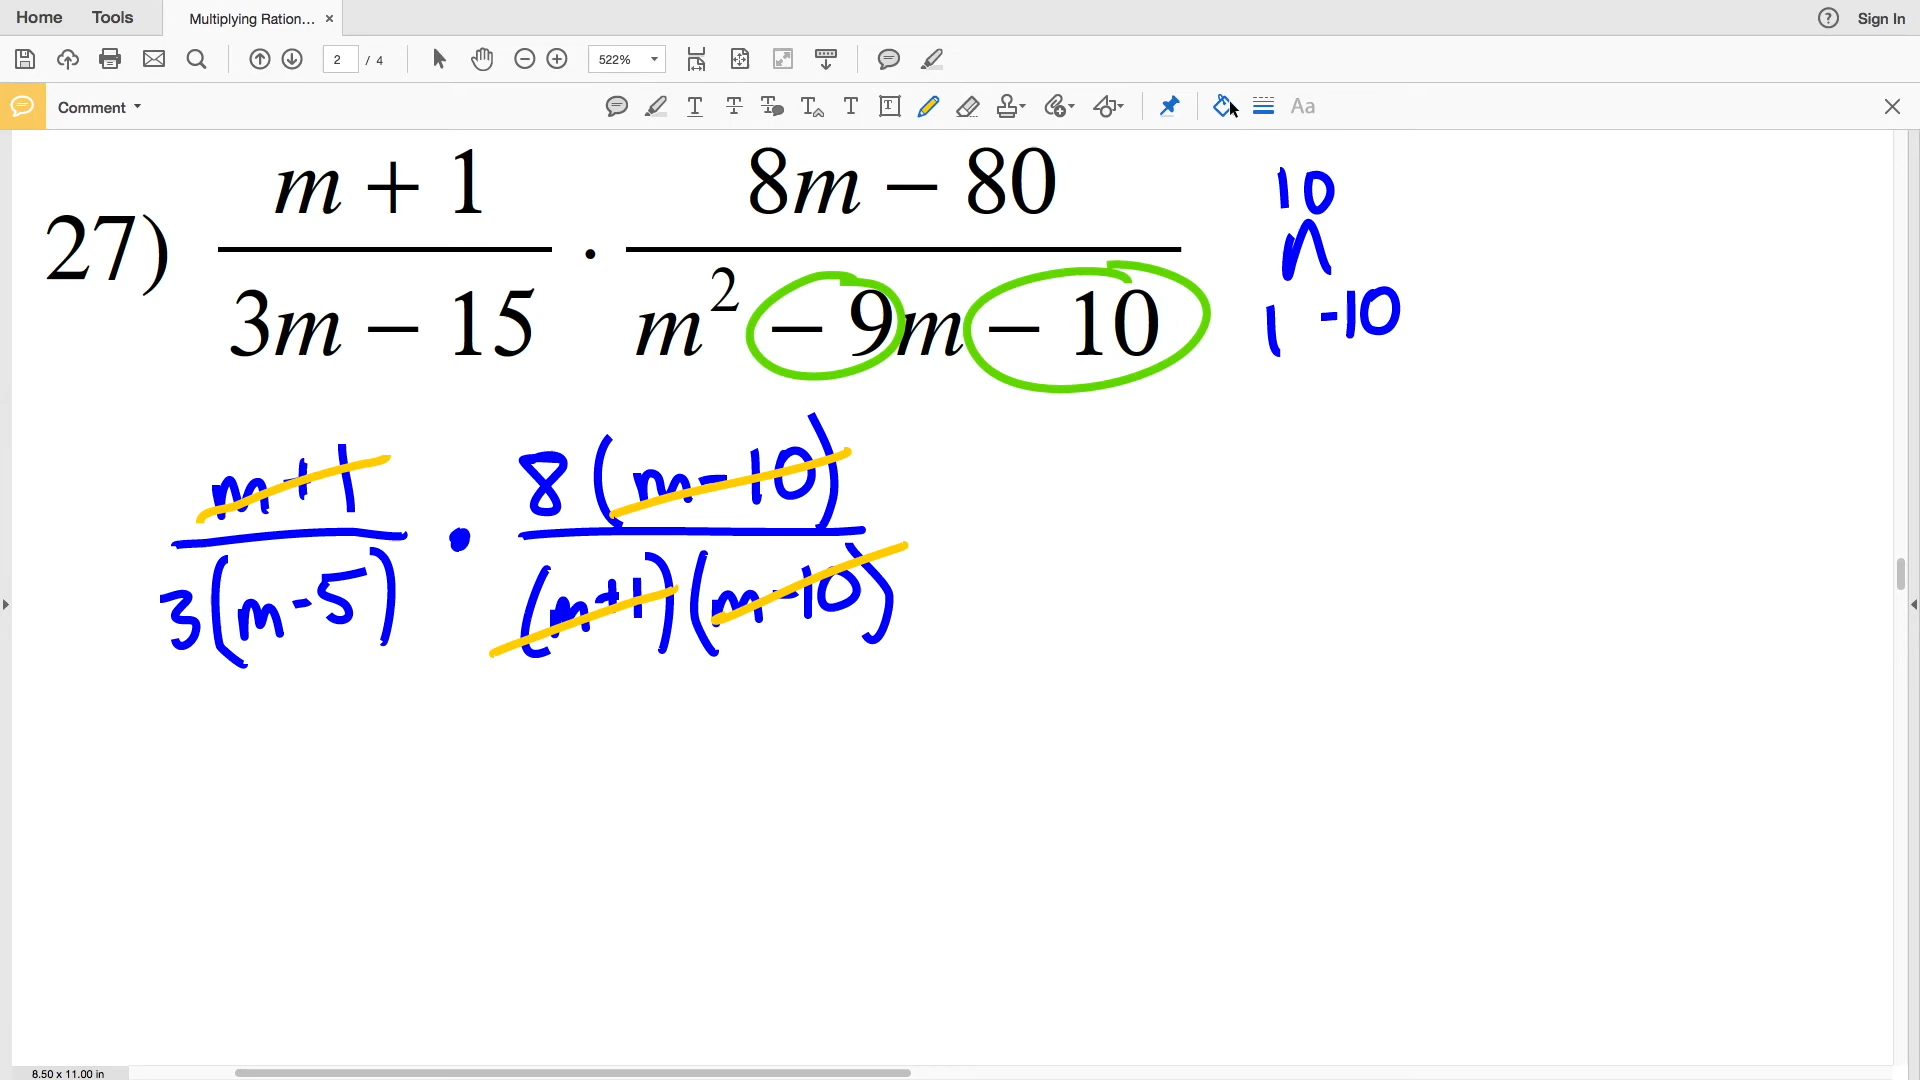 Home Tools Multiplying Ration... × ? Sign In
2 / 4 522%
Comment T T T T T T Aa
27) m + 1 / 3m − 15 · 8m − 80 / m² − 9m − 10
10
1 -10
m+1 / 3(m-5) • 8(m-10) / (m+1)(m-10)
8.50 x 11.00 in